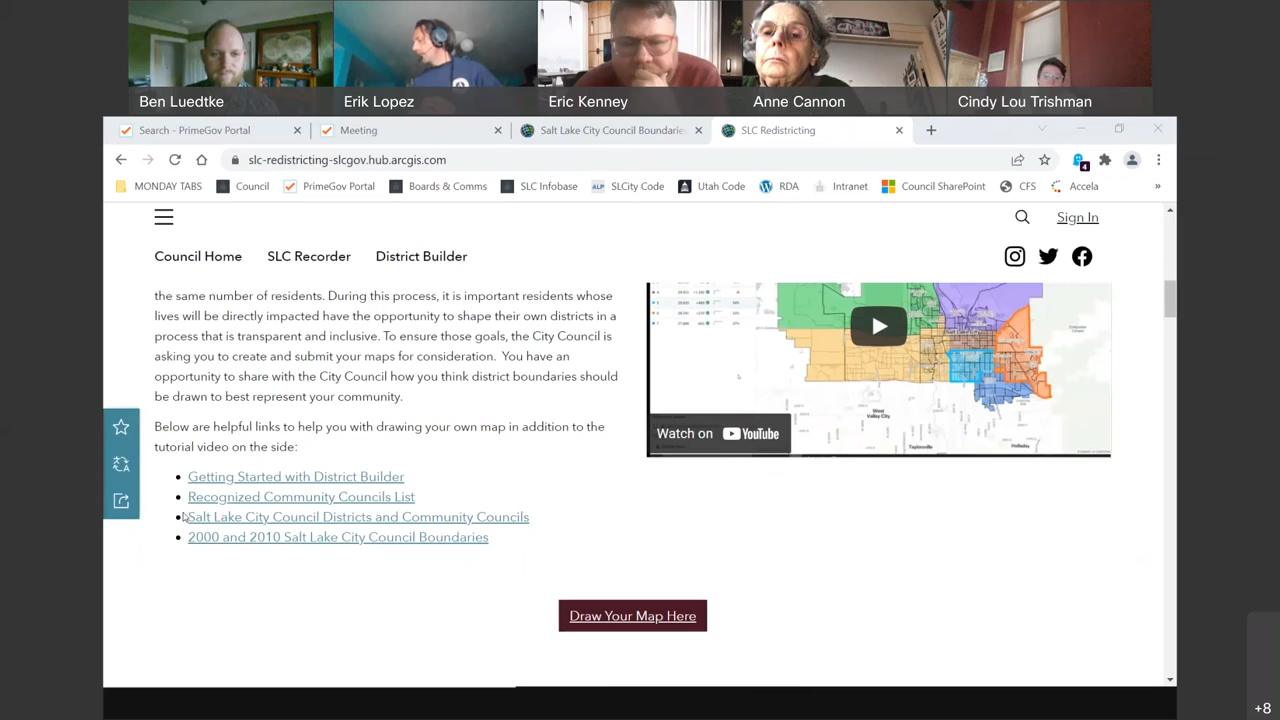 Ben Luedtke
Erik Lopez
Eric Kenney
Anne Cannon
Cindy Lou Trishman
Search - PrimeGov Portal
Meeting
Salt Lake City Council Boundarie
SLC Redistricting
slc-redistricting-slcgov.hub.arcgis.com
4
MONDAY TABS
Council
PrimeGov Portal
Boards & Comms
SLC Infobase
ALP
SLCity Code
Utah Code
RDA
Intranet
Council SharePoint
CFS
Accela
»
Sign In
Council Home
SLC Recorder
District Builder
the same number of residents. During this process, it is important residents whose
lives will be directly impacted have the opportunity to shape their own districts in a
process that is transparent and inclusive. To ensure those goals, the City Council is
asking you to create and submit your maps for consideration. You have an
opportunity to share with the City Council how you think district boundaries should
be drawn to best represent your community.
Below are helpful links to help you with drawing your own map in addition to the
tutorial video on the side:
• Getting Started with District Builder
• Recognized Community Councils List
• Salt Lake City Council Districts and Community Councils
• 2000 and 2010 Salt Lake City Council Boundaries
West
Valley City
Taylorsville
Holladay
Watch on YouTube
Draw Your Map Here
+8